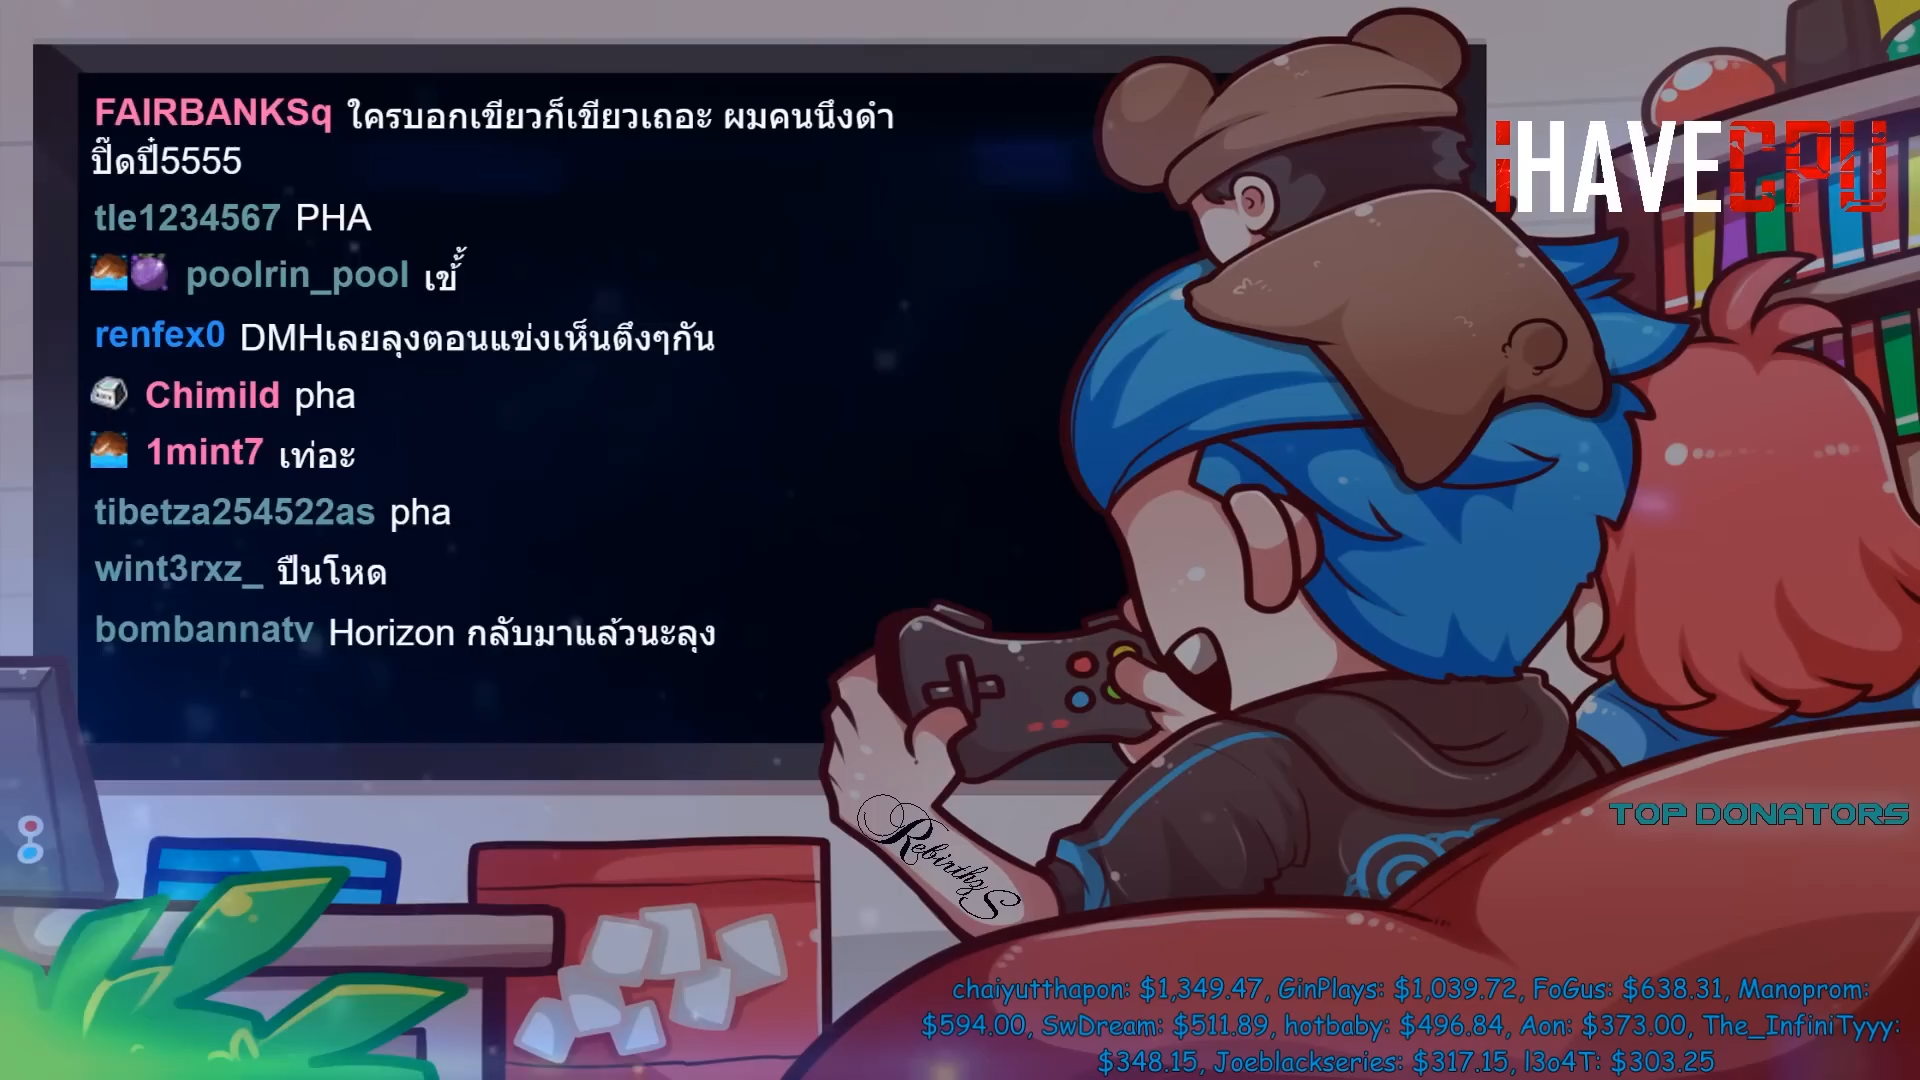 FAIRBANKSq ใครบอกเขียวก็เขียวเถอะ ผมคนนึงดำ
ปิ๊ดปี๋5555
tle1234567 PHA
poolrin_pool เข้้้
renfex0 DMHเลยลุงตอนแข่งเห็นตึงๆกัน
Chimild pha
1mint7 เท่อะ
tibetza254522as pha
wint3rxz_ ปืนโหด
bombannatv Horizon กลับมาแล้วนะลุง
iHAVECPU
RebirthzS
TOP DONATORS
chaiyutthapon: $1,349.47, GinPlays: $1,039.72, FoGus: $638.31, Manoprom:
$594.00, SwDream: $511.89, hotbaby: $496.84, Aon: $373.00, The_InfiniTyyy:
$348.15, Joeblackseries: $317.15, l3o4T: $303.25